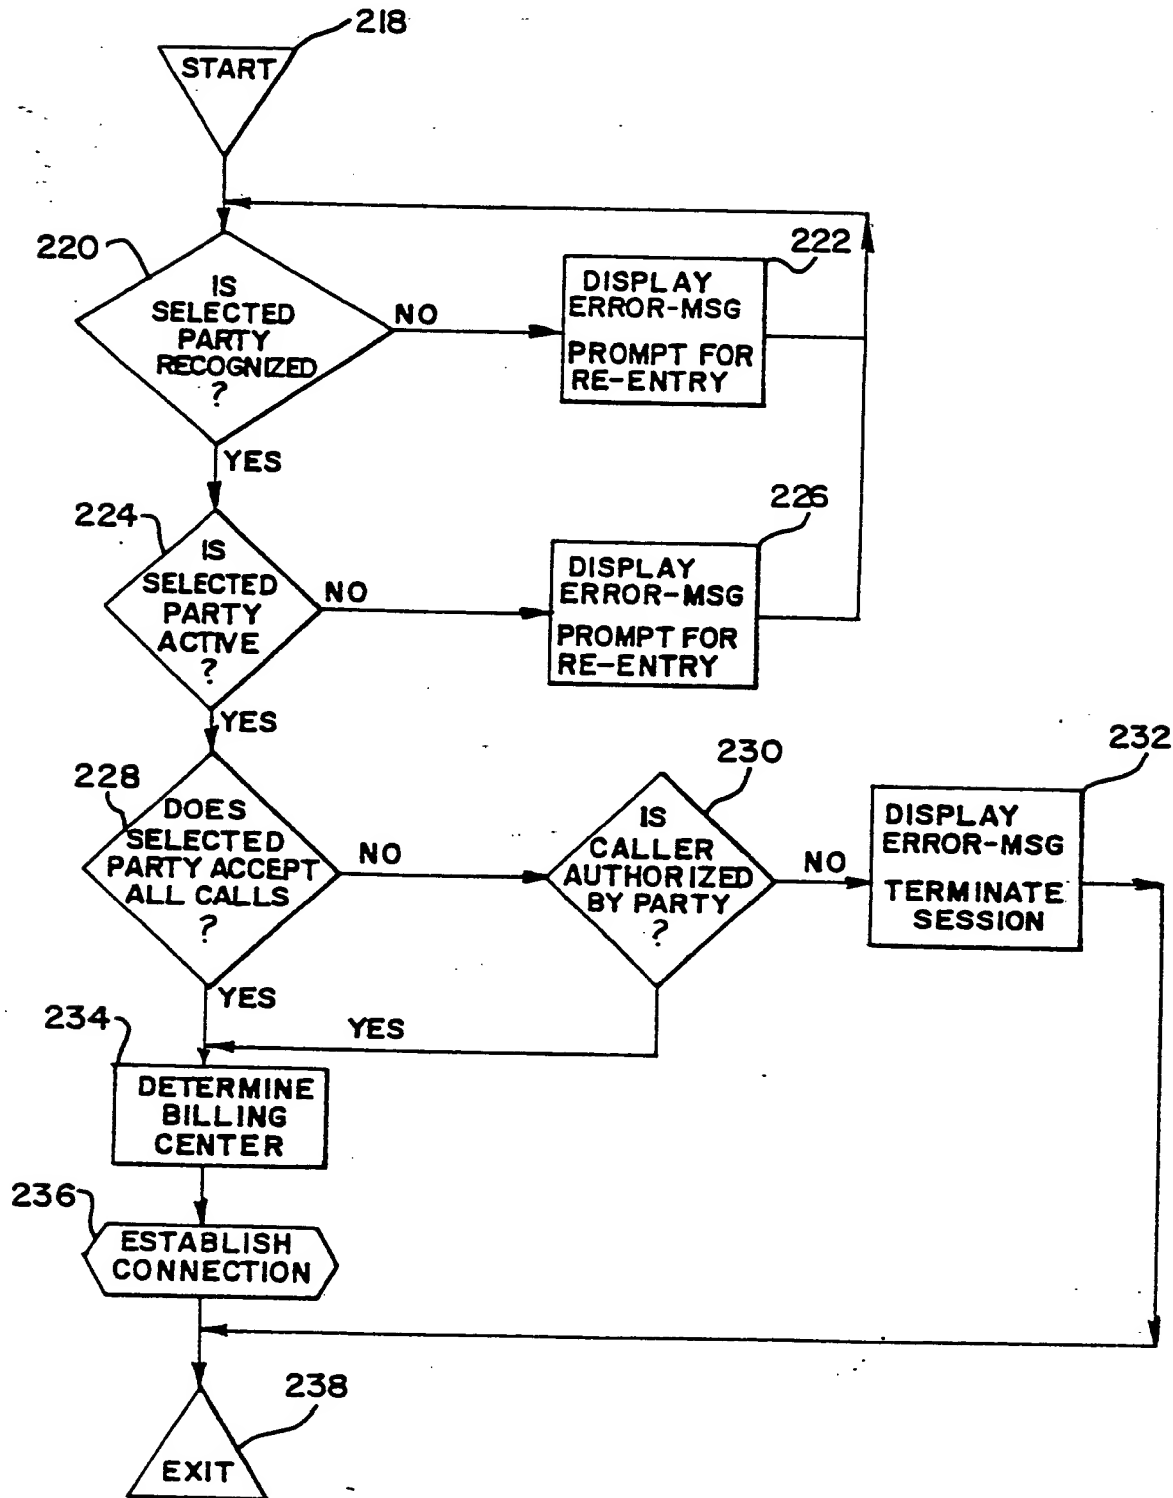 218
START
220
IS
SELECTED
PARTY
RECOGNIZED
?
NO
222
DISPLAY
ERROR-MSG
PROMPT FOR
RE-ENTRY
YES
224
IS
SELECTED
PARTY
ACTIVE
?
NO
226
DISPLAY
ERROR-MSG
PROMPT FOR
RE-ENTRY
YES
228
DOES
SELECTED
PARTY ACCEPT
ALL CALLS
?
NO
230
IS
CALLER
AUTHORIZED
BY PARTY
?
NO
232
DISPLAY
ERROR-MSG
TERMINATE
SESSION
YES
YES
234
DETERMINE
BILLING
CENTER
236
ESTABLISH
CONNECTION
238
EXIT